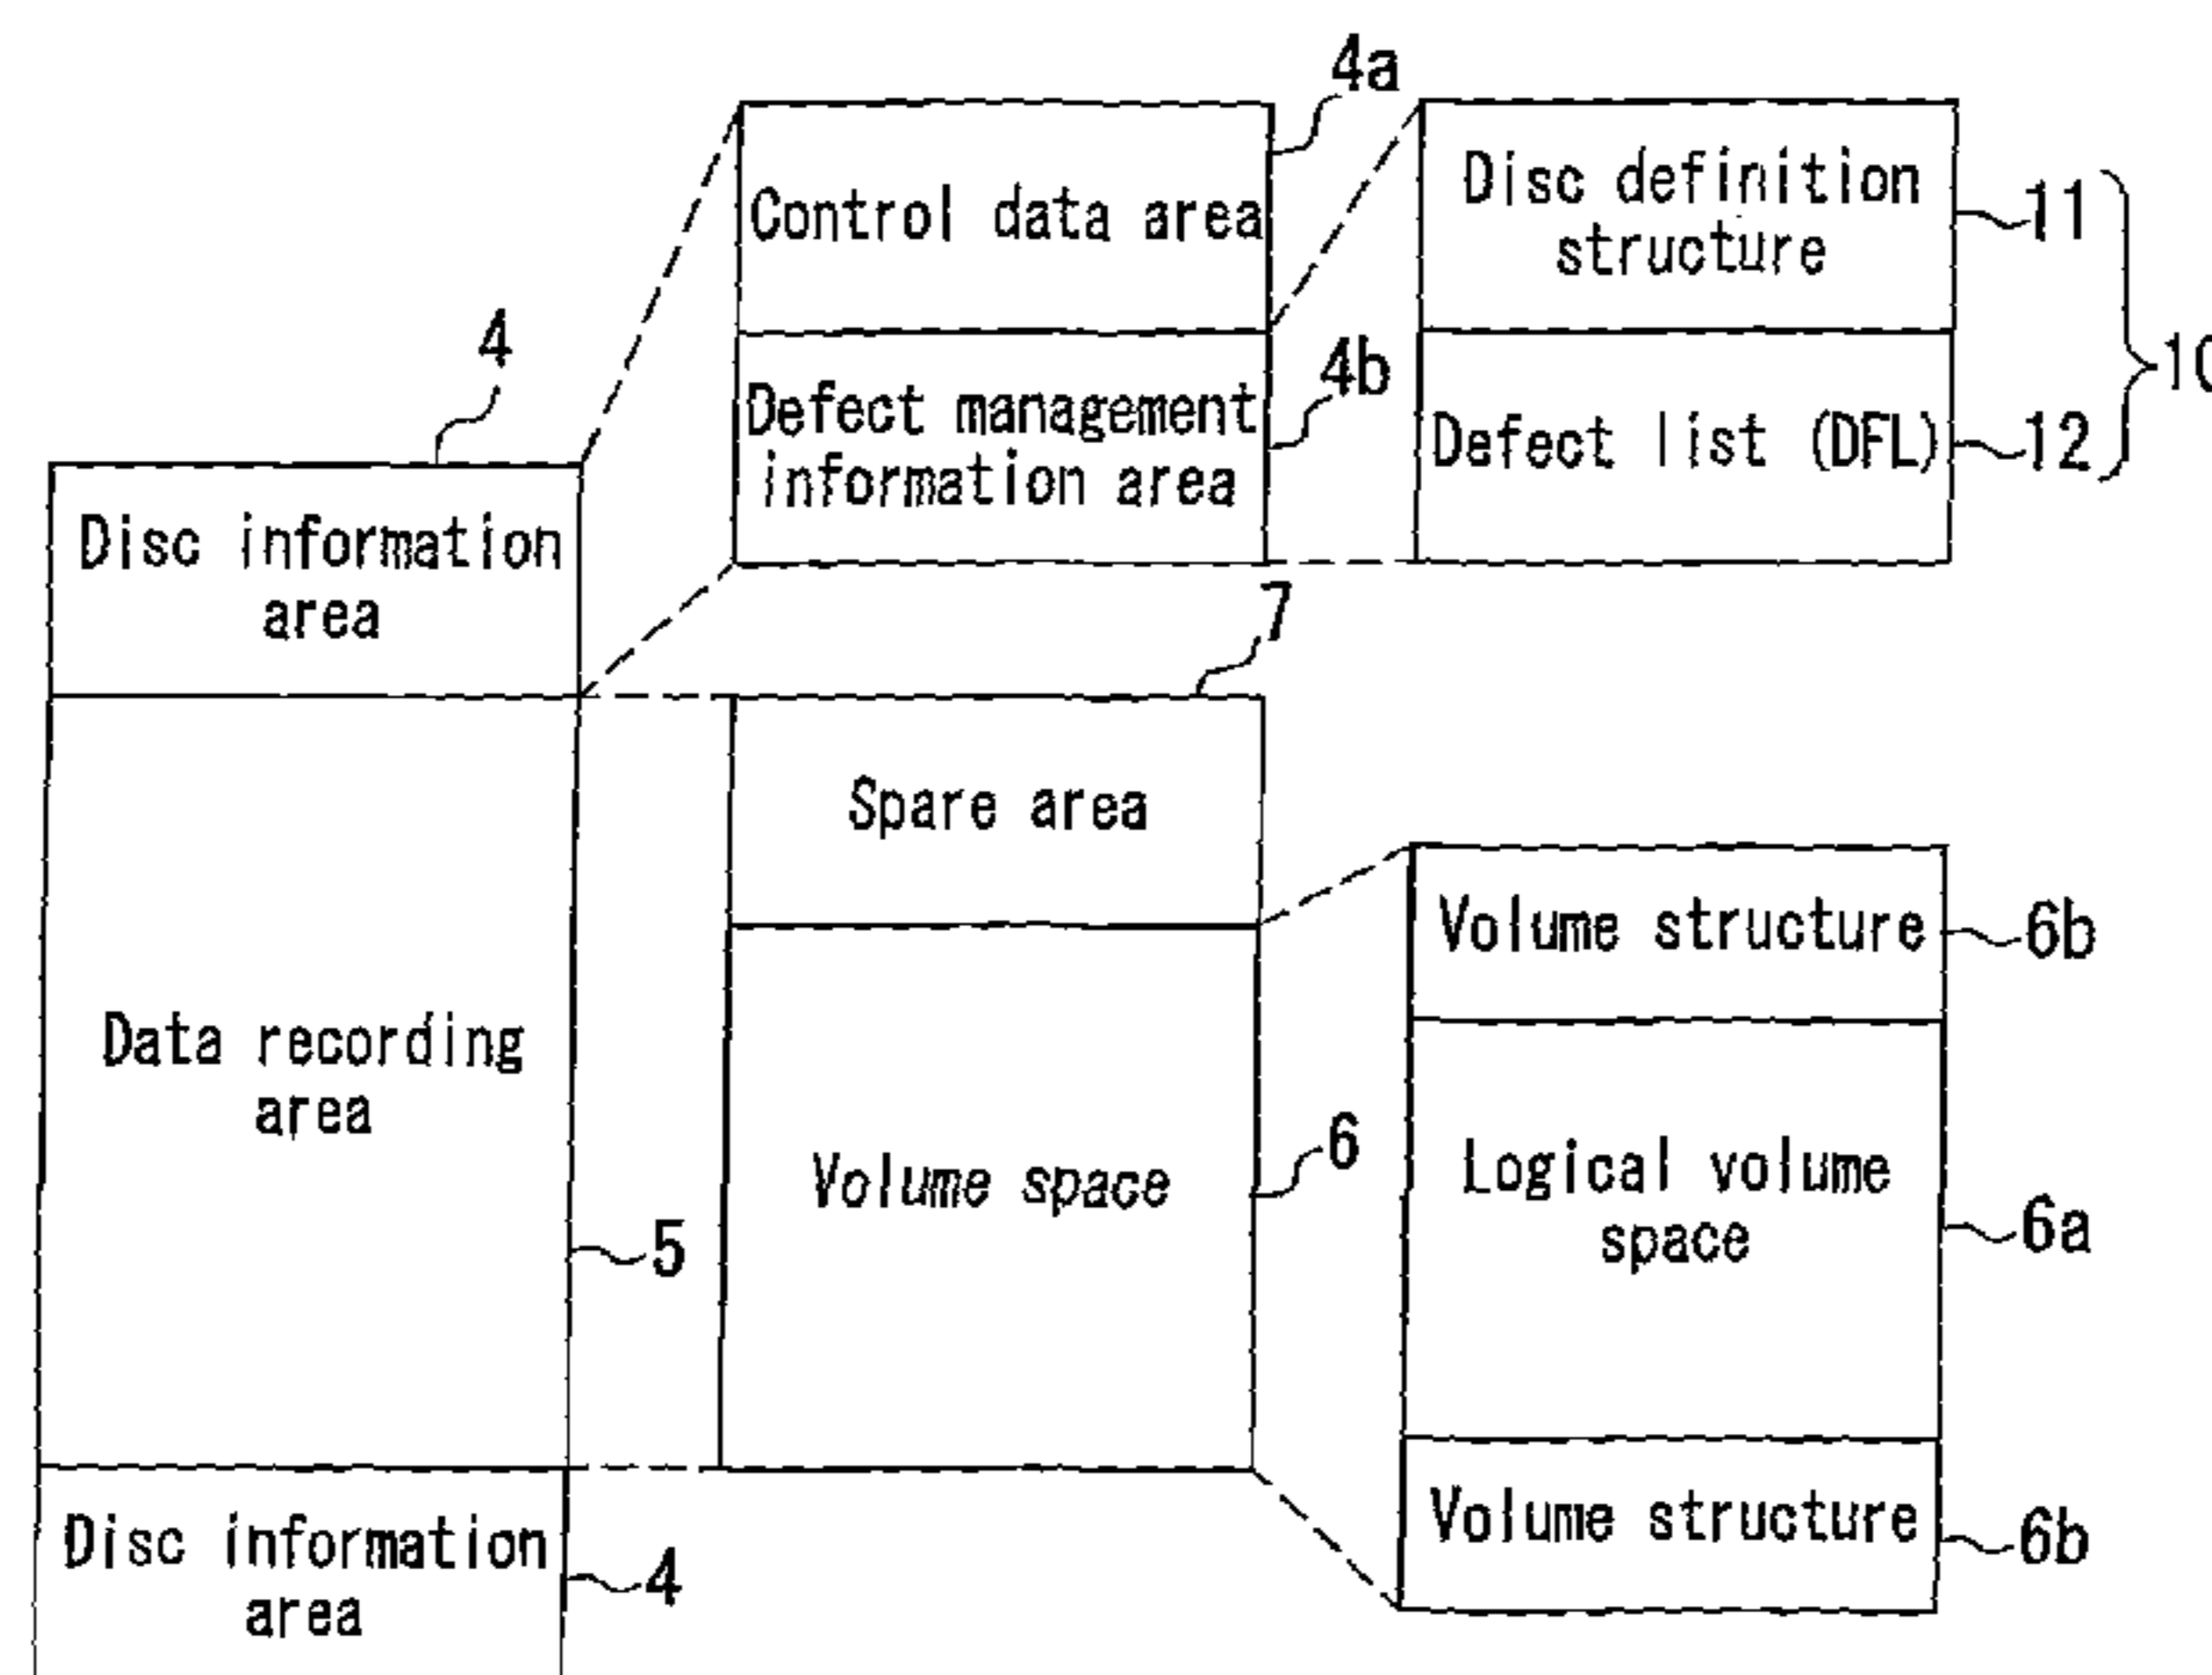 4
Disc information
area
Data recording
area
5
Disc information
area
4
4a
Control data area
4b
Defect management
information area
Disc definition
structure
11
Defect list (DFL)
12
10
7
Spare area
Volume space
6
Volume structure
6b
Logical volume
space
6a
Volume structure
6b